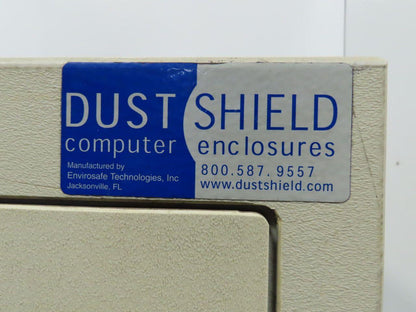 DUST SHIELD
computer enclosures
Manufactured by
Envirosafe Technologies, Inc
Jacksonville, FL
800.587.9557
www.dustshield.com